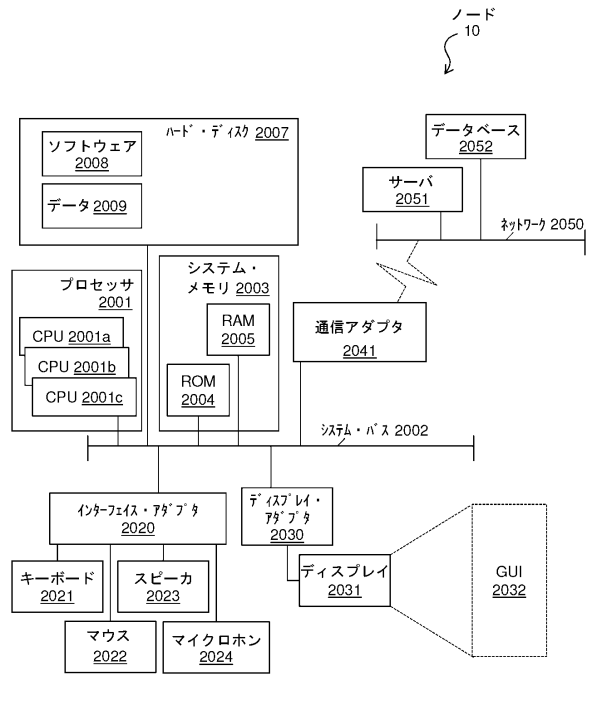 ノード
10
ハード・ディスク 2007
ソフトウェア
2008
データ 2009
データベース
2052
サーバ
2051
ネットワーク 2050
プロセッサ
2001
CPU 2001a
CPU 2001b
CPU 2001c
システム・
メモリ 2003
RAM
2005
ROM
2004
通信アダプタ
2041
システム・バス 2002
インターフェイス・アダプタ
2020
ディスプレイ・
アダプタ
2030
キーボード
2021
スピーカ
2023
マウス
2022
マイクロホン
2024
ディスプレイ
2031
GUI
2032